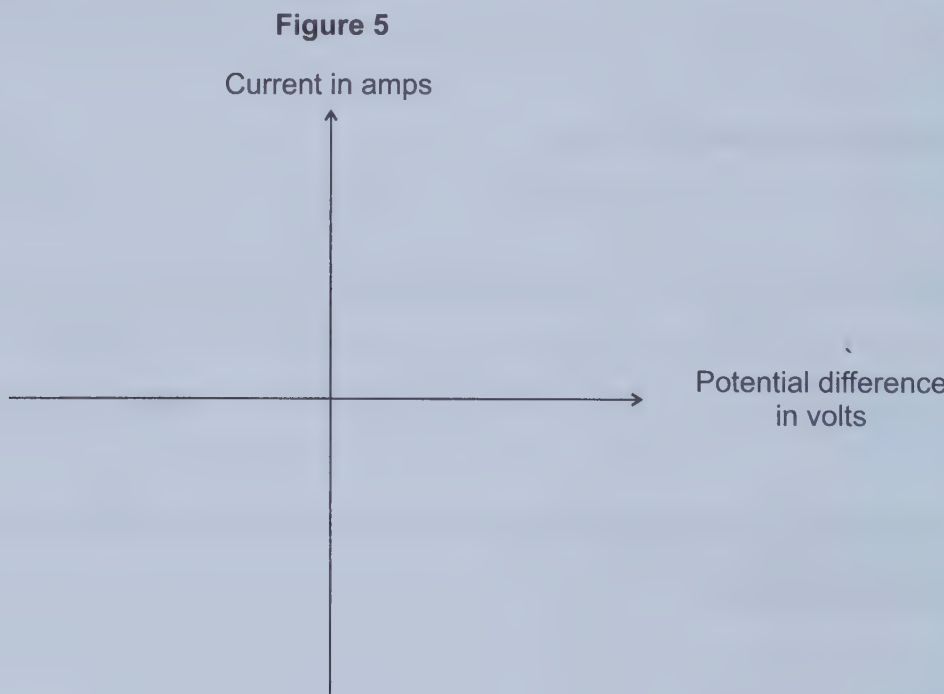 Figure 5
Current in amps
Potential difference
in volts